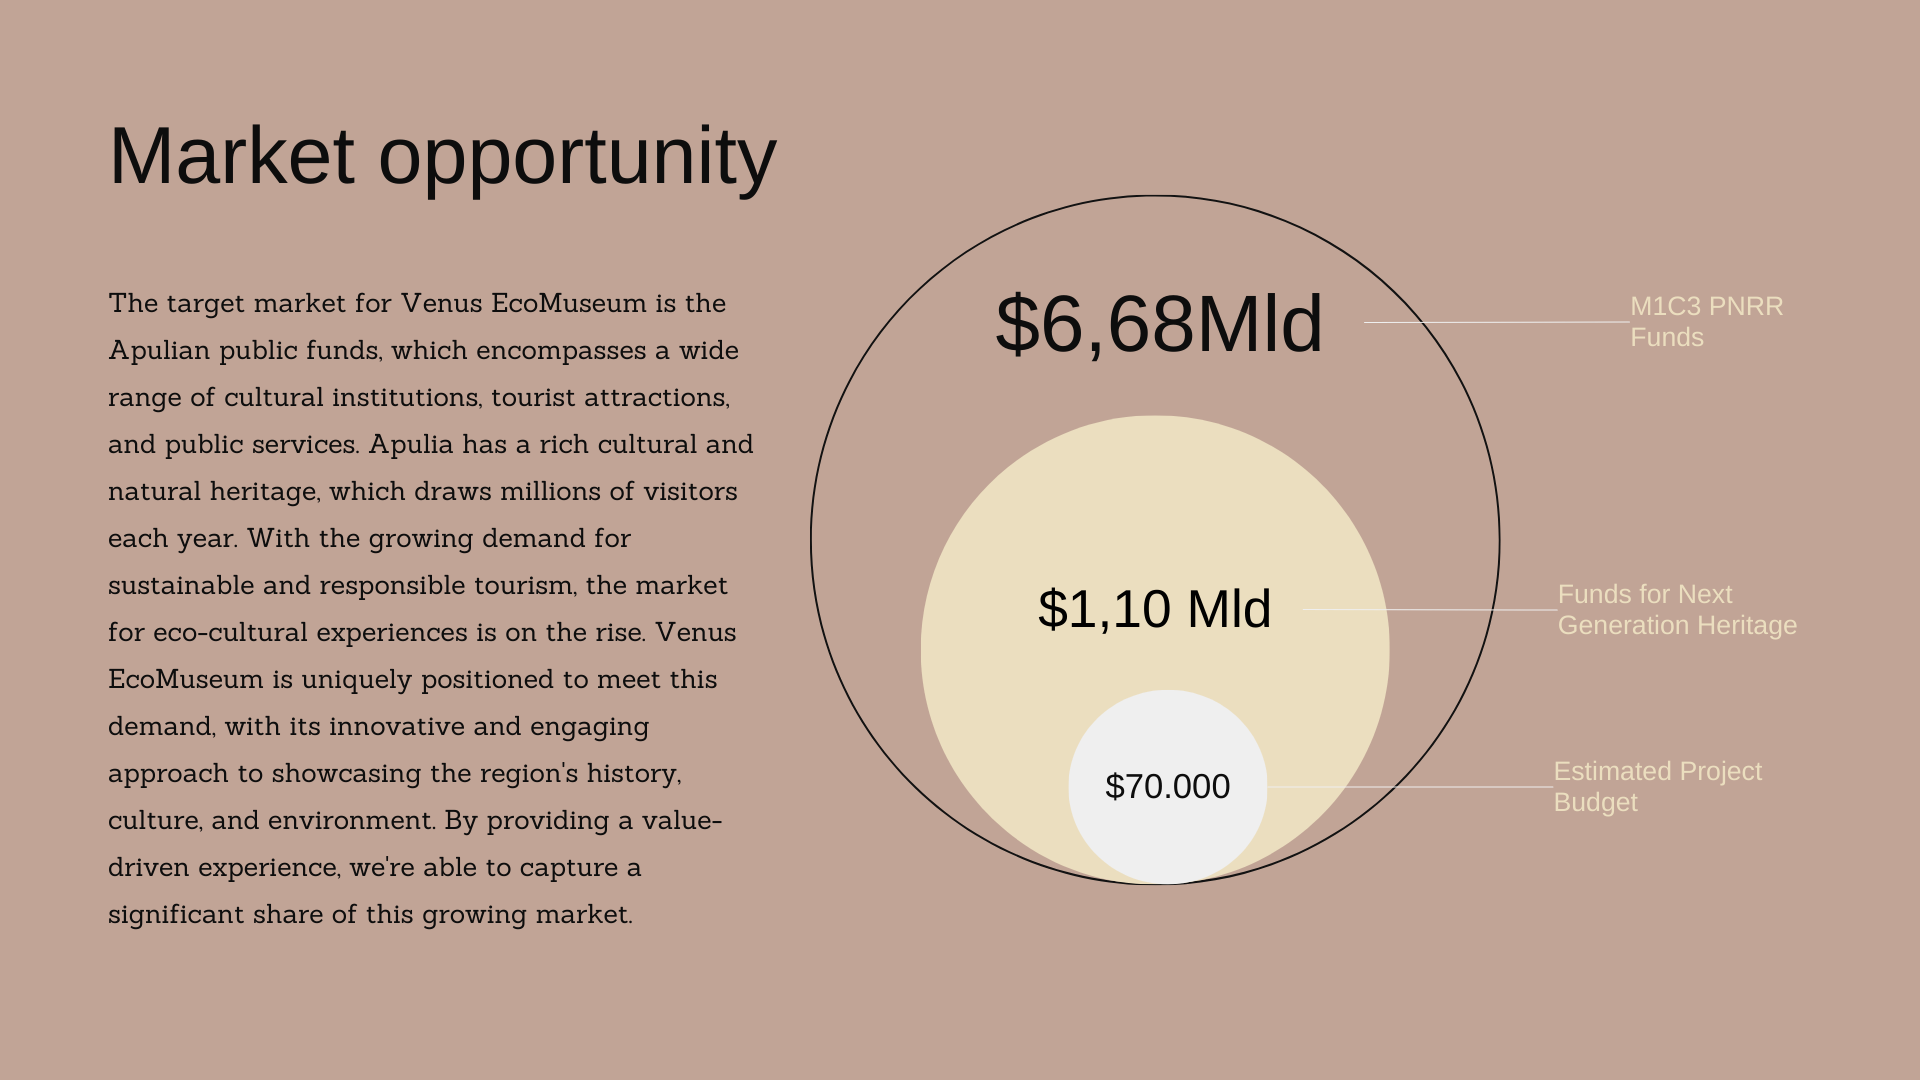 Market opportunity
The target market for Venus EcoMuseum is the
Apulian public funds, which encompasses a wide
range of cultural institutions, tourist attractions,
and public services. Apulia has a rich cultural and
natural heritage, which draws millions of visitors
each year. With the growing demand for
sustainable and responsible tourism, the market
for eco-cultural experiences is on the rise. Venus
EcoMuseum is uniquely positioned to meet this
demand, with its innovative and engaging
approach to showcasing the region's history,
culture, and environment. By providing a value-
driven experience, we're able to capture a
significant share of this growing market.
$6,68Mld
M1C3 PNRR
Funds
$1,10 Mld
Funds for Next
Generation Heritage
$70.000
Estimated Project
Budget